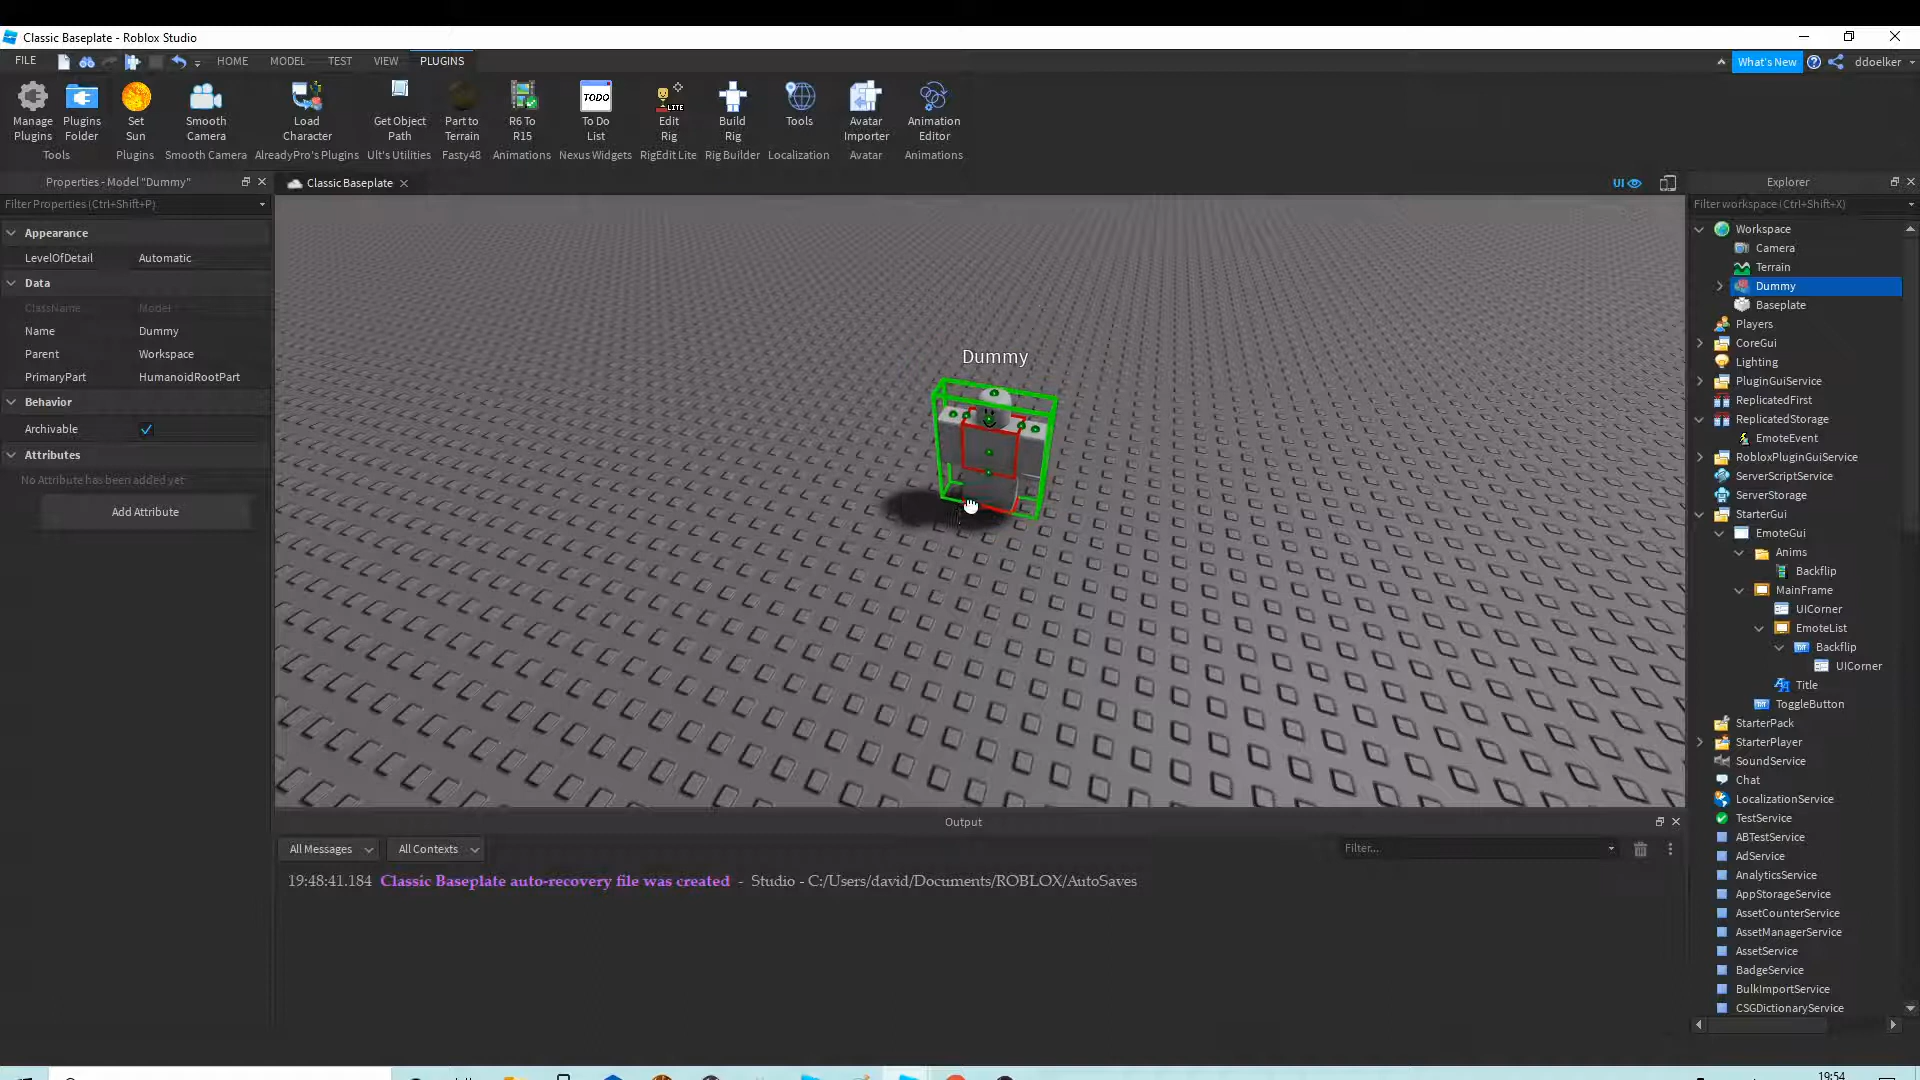 Classic Baseplate - Roblox Studio
FILE
HOME
MODEL
TEST
VIEW
PLUGINS
What's New
ddoelker
Manage Plugins
Plugins Folder
Set Sun
Smooth Camera
Load Character
Get Object Path
Part to Terrain
R6 To R15
TODO
To Do List
LITE
Edit Rig
Build Rig
Tools
Avatar Importer
Animation Editor
Tools
Plugins
Smooth Camera
AlreadyPro's Plugins
Ult's Utilities
Fasty48
Animations
Nexus Widgets
RigEdit Lite
Rig Builder
Localization
Avatar
Animations
Properties - Model "Dummy"
Filter Properties (Ctrl+Shift+P)
Appearance
LevelOfDetail Automatic
Data
ClassName Model
Name Dummy
Parent Workspace
PrimaryPart HumanoidRootPart
Behavior
Archivable
Attributes
No Attribute has been added yet
Add Attribute
Classic Baseplate
UI
Dummy
Output
All Messages
All Contexts
Filter...
19:48:41.184 Classic Baseplate auto-recovery file was created - Studio - C:/Users/david/Documents/ROBLOX/AutoSaves
Explorer
Filter workspace (Ctrl+Shift+X)
Workspace
Camera
Terrain
Dummy
Baseplate
Players
CoreGui
Lighting
PluginGuiService
ReplicatedFirst
ReplicatedStorage
EmoteEvent
RobloxPluginGuiService
ServerScriptService
ServerStorage
StarterGui
EmoteGui
Anims
Backflip
MainFrame
UICorner
EmoteList
Backflip
UICorner
Title
ToggleButton
StarterPack
StarterPlayer
SoundService
Chat
LocalizationService
TestService
ABTestService
AdService
AnalyticsService
AppStorageService
AssetCounterService
AssetManagerService
AssetService
BadgeService
BulkImportService
CSGDictionaryService
19:54